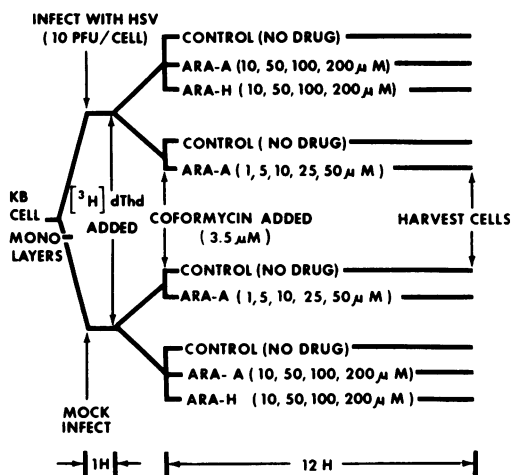 INFECT WITH HSV
(10 PFU/CELL)
CONTROL (NO DRUG)
ARA-A (10, 50, 100, 200 μ M)
ARA-H (10, 50, 100, 200 μ M)
CONTROL (NO DRUG)
ARA-A (1, 5, 10, 25, 50 μ M)
KB
CELL
MONO-
LAYERS
[³H] dThd
ADDED
COFORMYCIN ADDED
(3.5 μM)
HARVEST CELLS
CONTROL (NO DRUG)
ARA-A (1, 5, 10, 25, 50 μ M)
CONTROL (NO DRUG)
ARA-A (10, 50, 100, 200 μ M)
ARA-H (10, 50, 100, 200 μ M)
MOCK
INFECT
1H
12 H